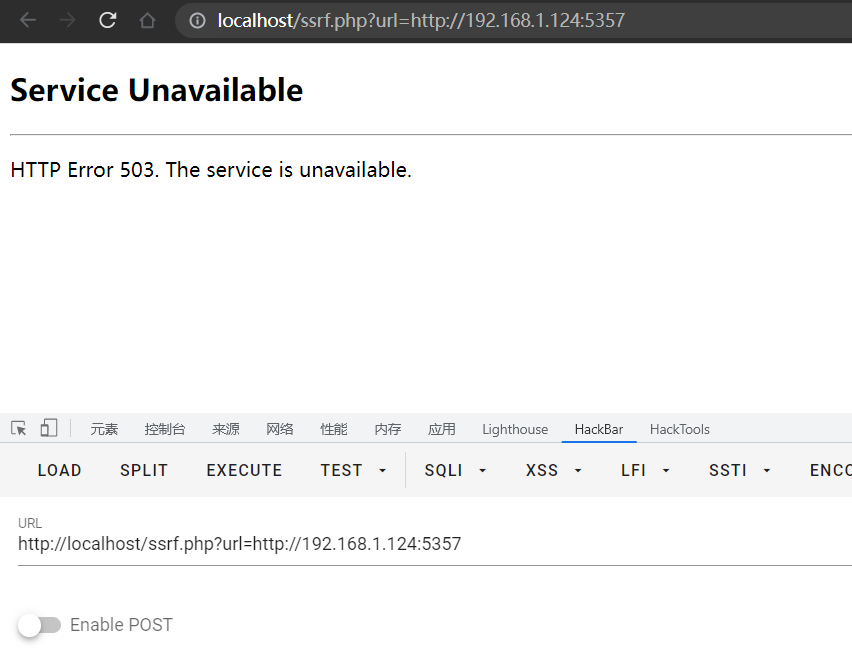 localhost/ssrf.php?url=http://192.168.1.124:5357
Service Unavailable
HTTP Error 503. The service is unavailable.
元素 控制台 来源 网络 性能 内存 应用 Lighthouse HackBar HackTools
LOAD SPLIT EXECUTE TEST SQLI XSS LFI SSTI ENCO
URL
http://localhost/ssrf.php?url=http://192.168.1.124:5357
Enable POST